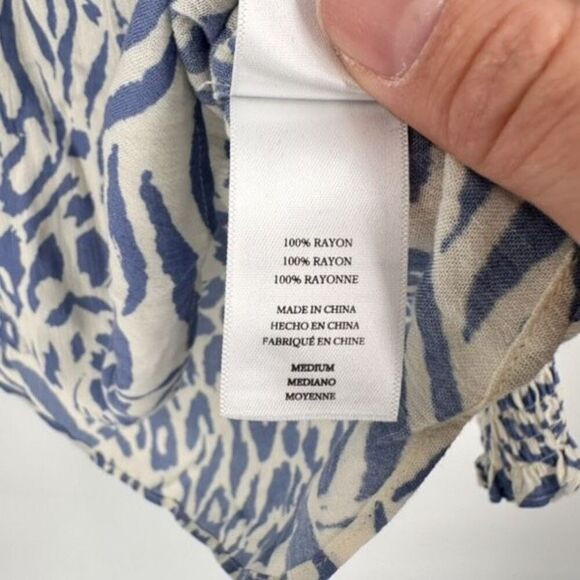 100% RAYON
100% RAYON
100% RAYONNE
MADE IN CHINA
HECHO EN CHINA
FABRIQUÉ EN CHINE
MEDIUM
MEDIANO
MOYENNE